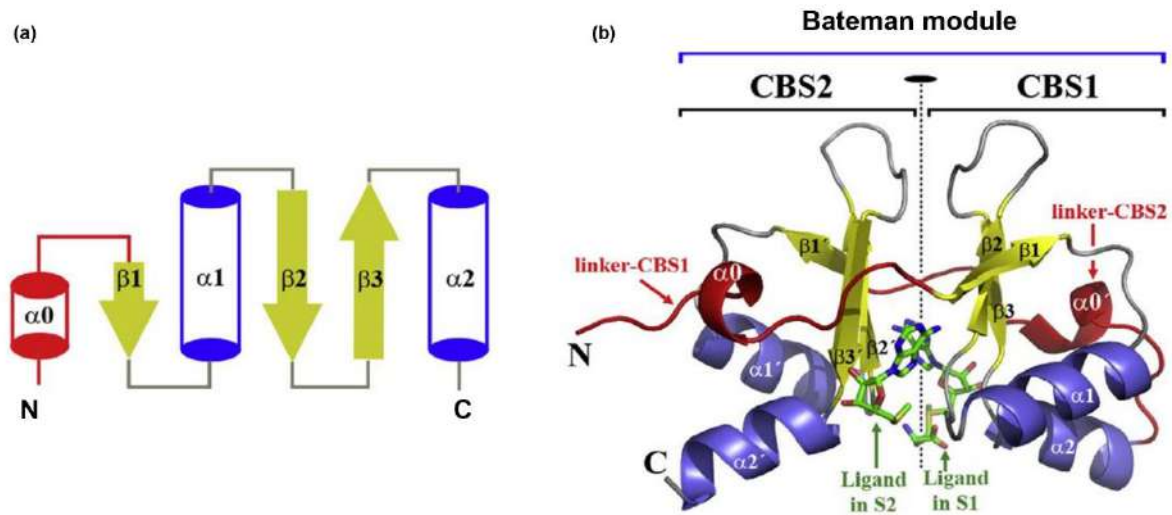 (a)
α0
β1
α1
β2
β3
α2
N
C
(b)
Bateman module
CBS2
CBS1
linker-CBS2
linker-CBS1
β1´
β2
β1
α0
α0´
β3
N
β3´
β2´
α1´
α1
α2
α2´
C
Ligand
in S2
Ligand
in S1